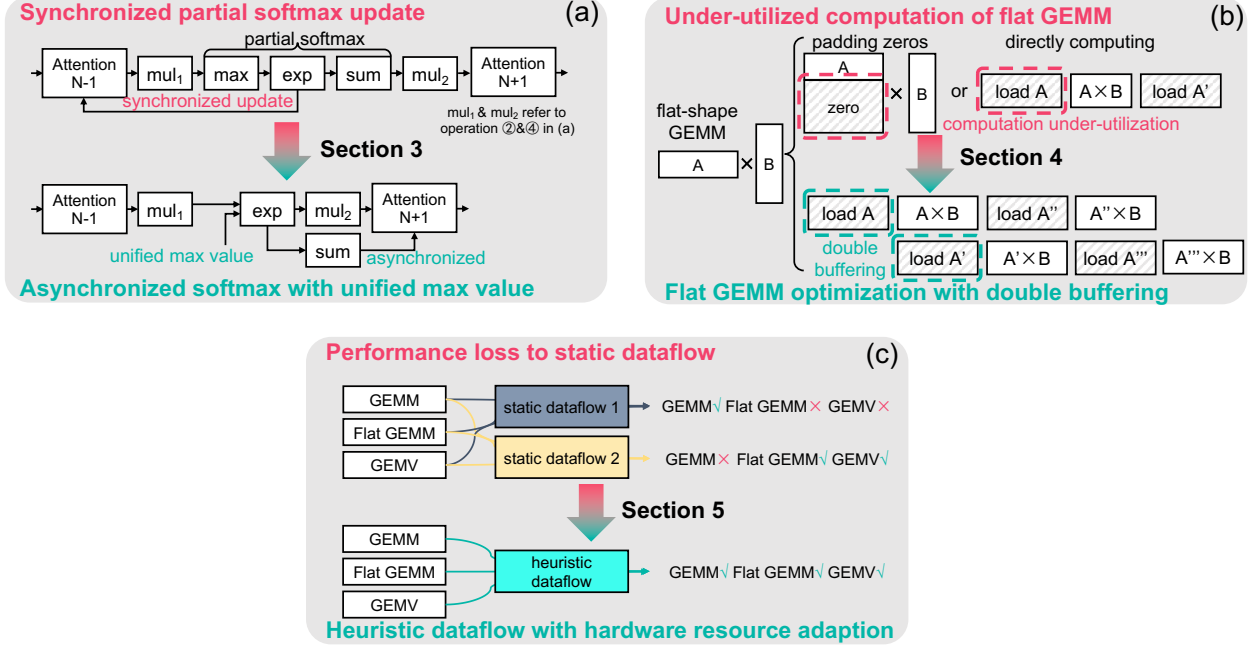 Synchronized partial softmax update
(a)
partial softmax
Attention
N-1
mul₁
max
exp
sum
mul₂
Attention
N+1
synchronized update
mul₁ & mul₂ refer to
operation ②&④ in (a)
Section 3
Attention
N-1
mul₁
exp
mul₂
Attention
N+1
sum
unified max value
asynchronized
Asynchronized softmax with unified max value
Under-utilized computation of flat GEMM
(b)
padding zeros
directly computing
A
zero
×
B
or
load A
A×B
load A'
computation under-utilization
flat-shape
GEMM
A
×
B
Section 4
load A
A×B
load A''
A''×B
double
buffering
load A'
A'×B
load A'''
A'''×B
Flat GEMM optimization with double buffering
Performance loss to static dataflow
(c)
GEMM
Flat GEMM
GEMV
static dataflow 1
GEMM√ Flat GEMM× GEMV×
static dataflow 2
GEMM× Flat GEMM√ GEMV√
Section 5
GEMM
Flat GEMM
GEMV
heuristic
dataflow
GEMM√ Flat GEMM√ GEMV√
Heuristic dataflow with hardware resource adaption